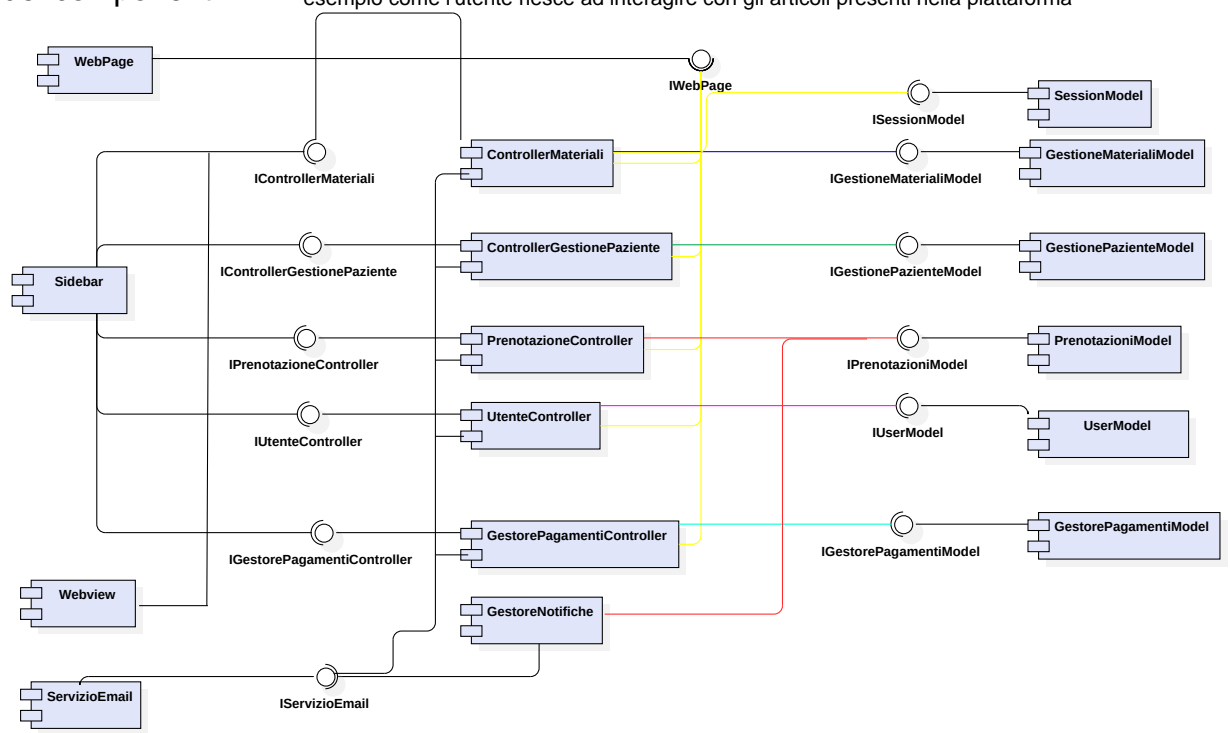 esempio come l'utente riesce ad interagire con gli articoli presenti nella piattaforma
WebPage
IWebPage
SessionModel
ISessionModel
ControllerMateriali
GestioneMaterialiModel
IControllerMateriali
IGestioneMaterialiModel
ControllerGestionePaziente
GestionePazienteModel
IControllerGestionePaziente
IGestionePazienteModel
Sidebar
PrenotazioneController
PrenotazioniModel
IPrenotazioneController
IPrenotazioniModel
UtenteController
UserModel
IUtenteController
IUserModel
GestorePagamentiController
GestorePagamentiModel
IGestorePagamentiController
IGestorePagamentiModel
Webview
GestoreNotifiche
ServizioEmail
IServizioEmail